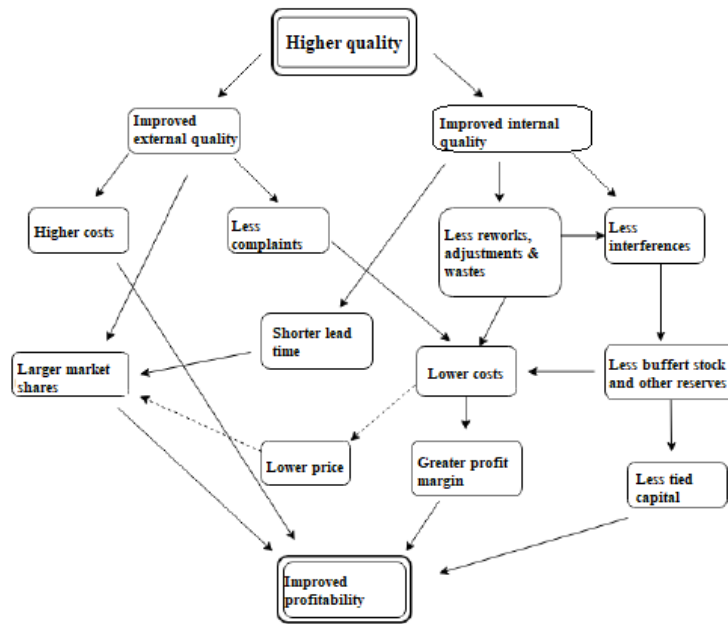 Higher quality
Improved
external quality
Improved internal
quality
Higher costs
Less
complaints
Less reworks,
adjustments &
wastes
Less
interferences
Shorter lead
time
Larger market
shares
Lower costs
Less buffert stock
and other reserves
Lower price
Greater profit
margin
Less tied
capital
Improved
profitability